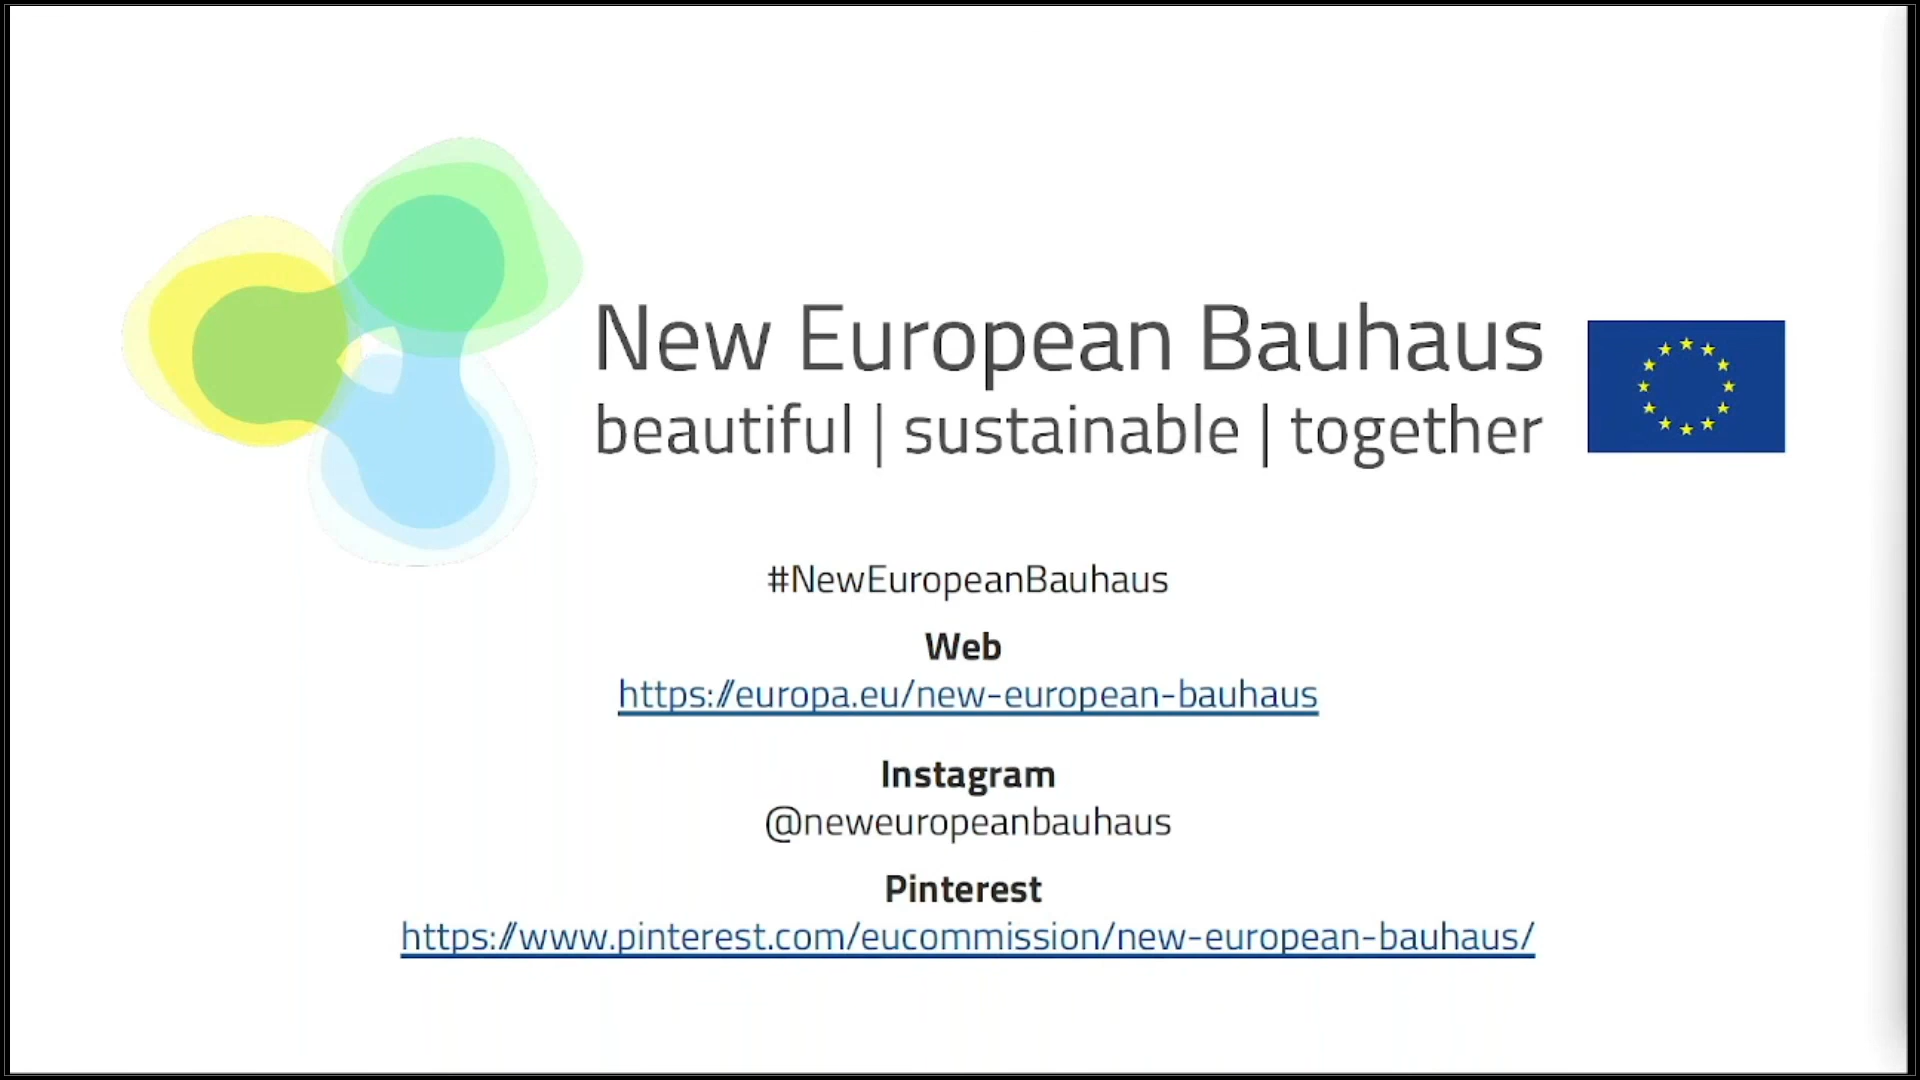 New European Bauhaus
beautiful | sustainable | together
#NewEuropeanBauhaus
Web
https://europa.eu/new-european-bauhaus
Instagram
@neweuropeanbauhaus
Pinterest
https://www.pinterest.com/eucommission/new-european-bauhaus/